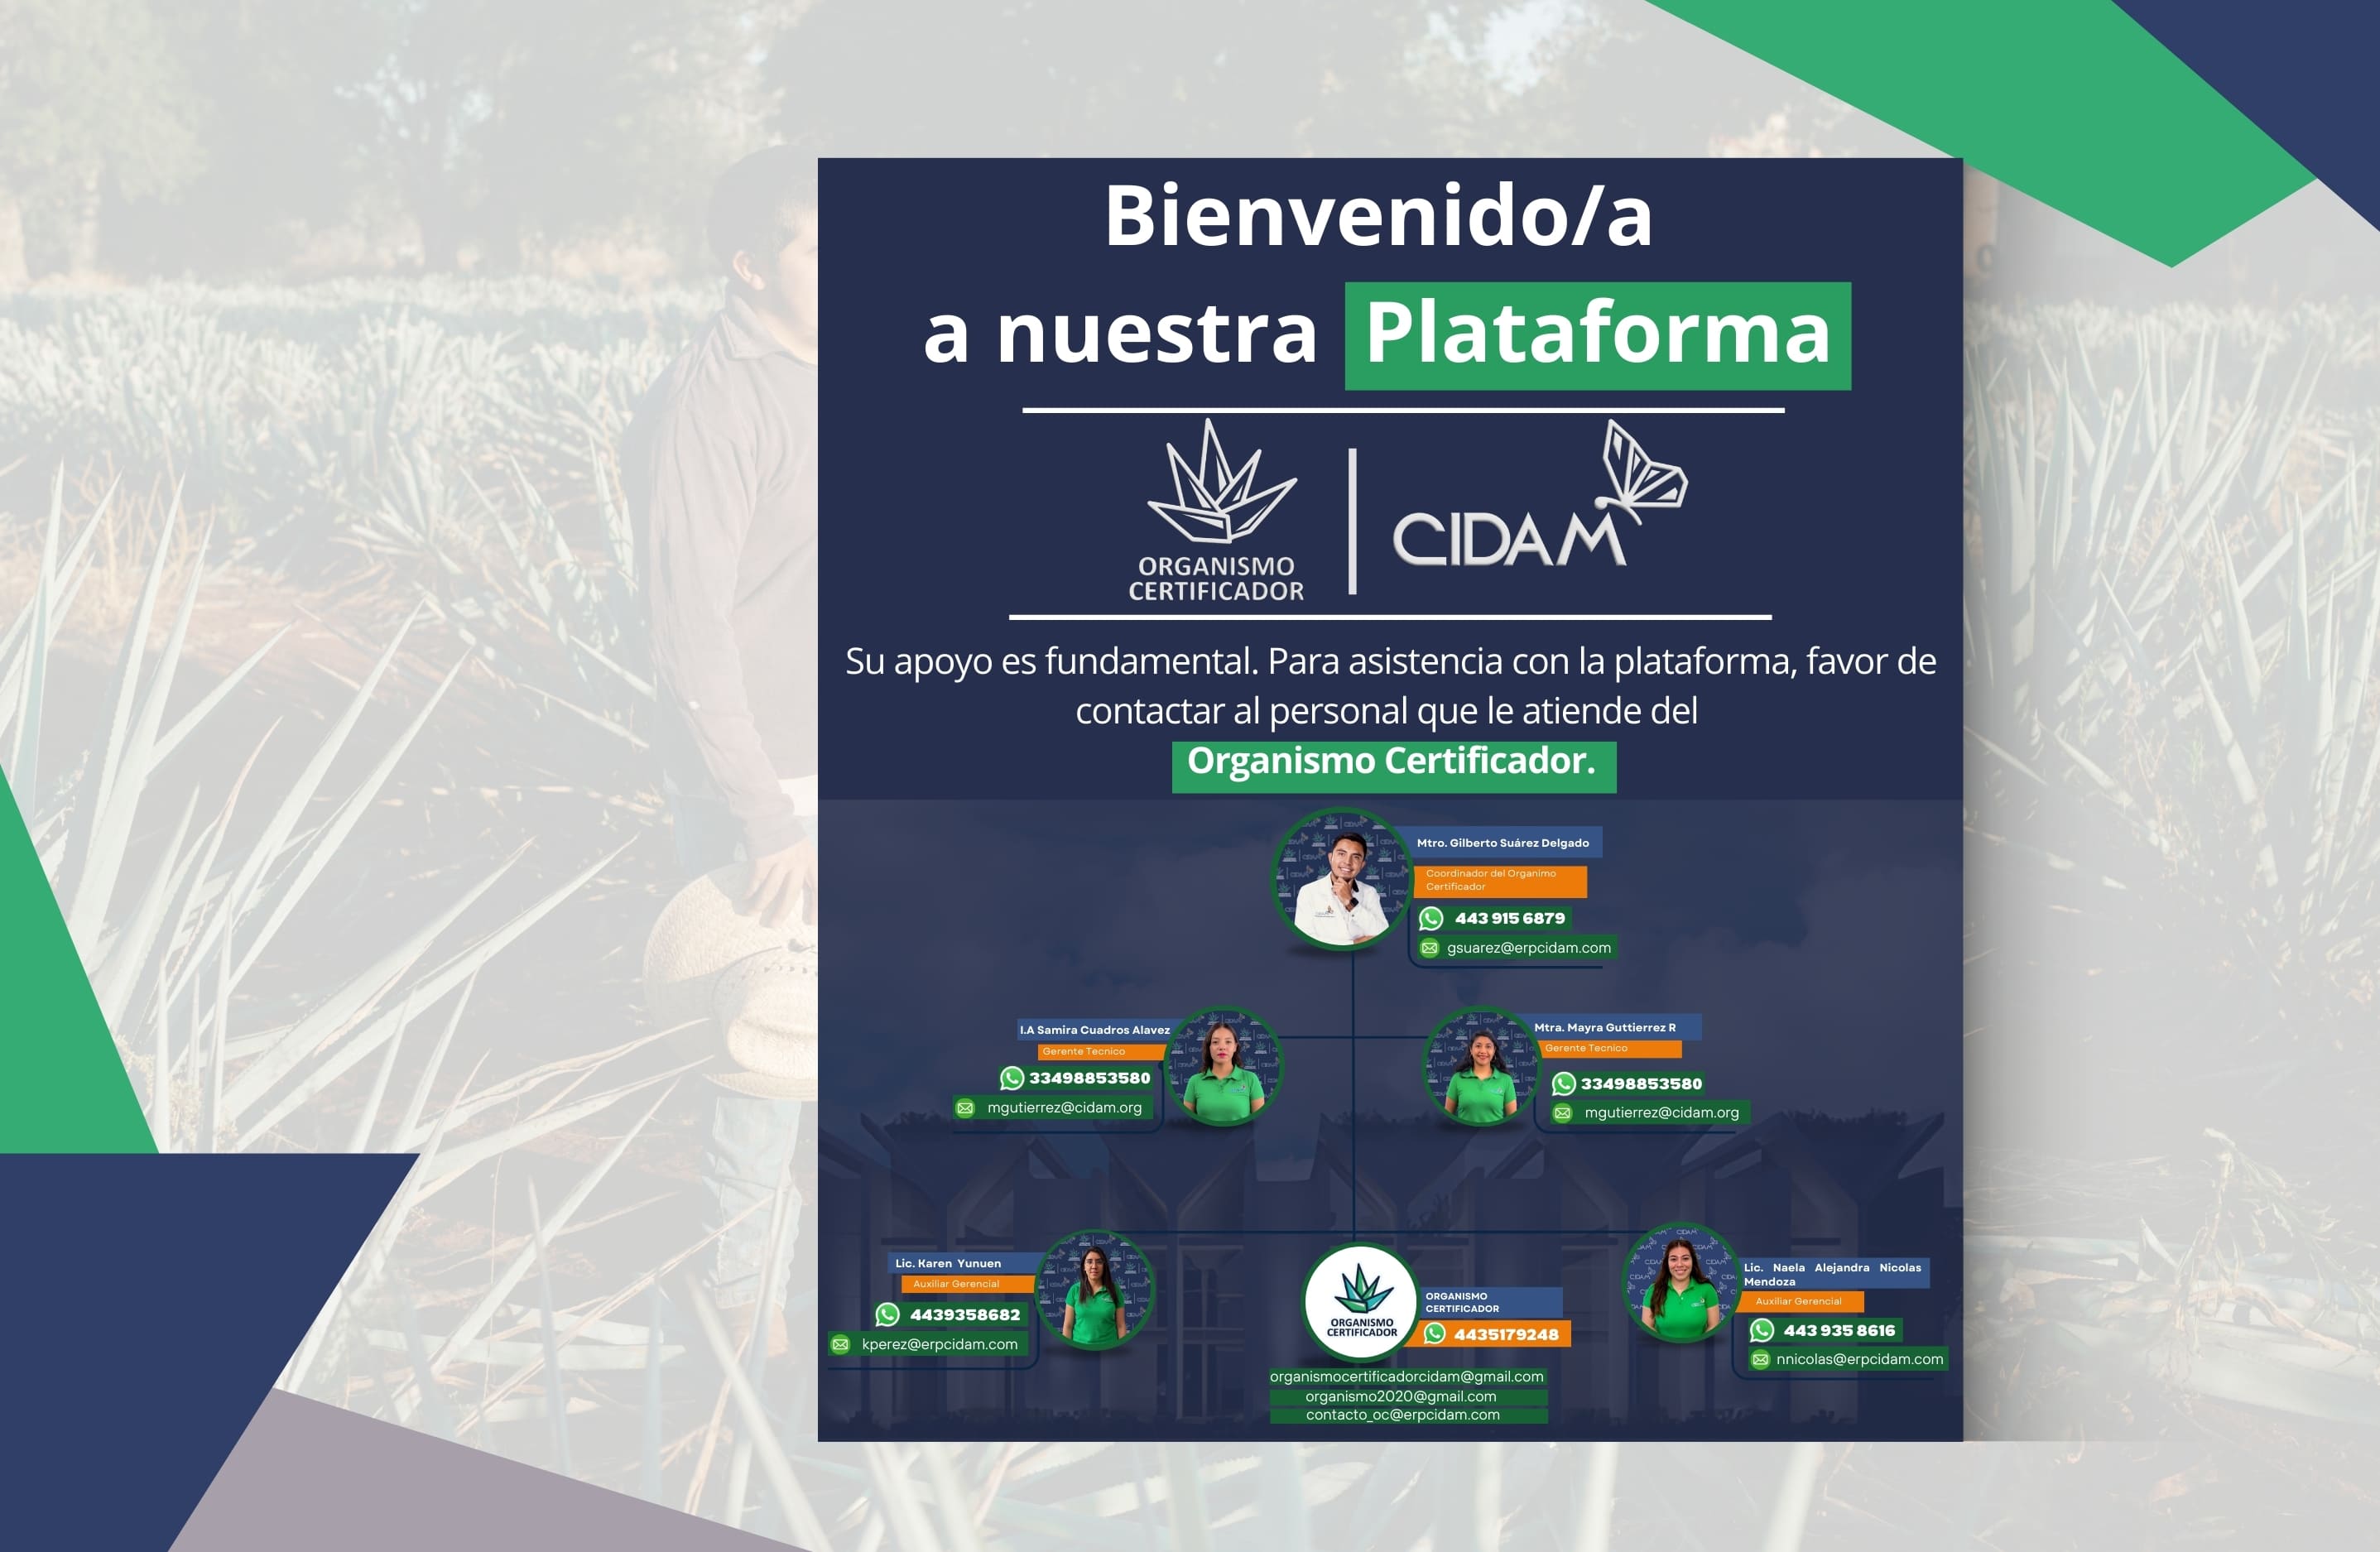 Bienvenido/a
a nuestra Plataforma
ORGANISMO
CERTIFICADOR
CIDAM
Su apoyo es fundamental. Para asistencia con la plataforma, favor de
contactar al personal que le atiende del
Organismo Certificador.
Mtro. Gilberto Suárez Delgado
Coordinador del Organimo
Certificador
443 915 6879
gsuarez@erpcidam.com
I.A Samira Cuadros Alavez
Gerente Tecnico
33498853580
mgutierrez@cidam.org
Mtra. Mayra Guttierrez R
Gerente Tecnico
33498853580
mgutierrez@cidam.org
Lic. Karen Yunuen
Auxiliar Gerencial
4439358682
kperez@erpcidam.com
ORGANISMO
CERTIFICADOR
ORGANISMO
CERTIFICADOR
4435179248
organismocertificadorcidam@gmail.com
organismo2020@gmail.com
contacto_oc@erpcidam.com
Lic. Naela Alejandra Nicolas
Mendoza
Auxiliar Gerencial
443 935 8616
nnicolas@erpcidam.com